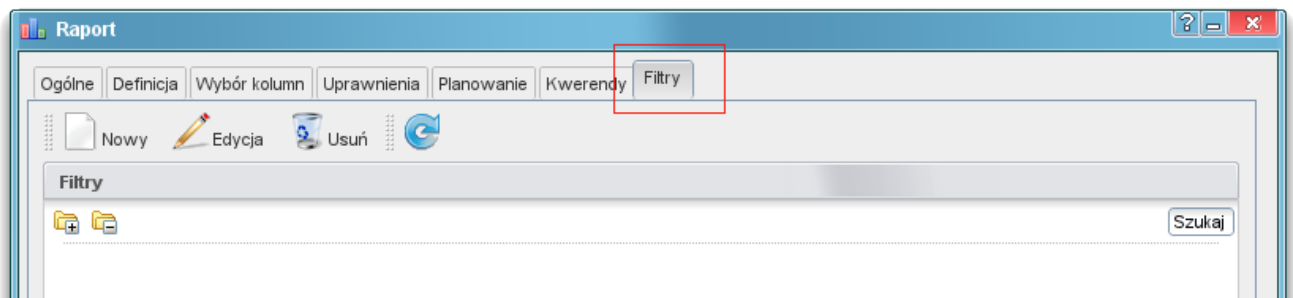 Raport
Ogólne Definicja Wybór kolumn Uprawnienia Planowanie Kwerendy Filtry
Nowy Edycja Usuń
Filtry
Szukaj